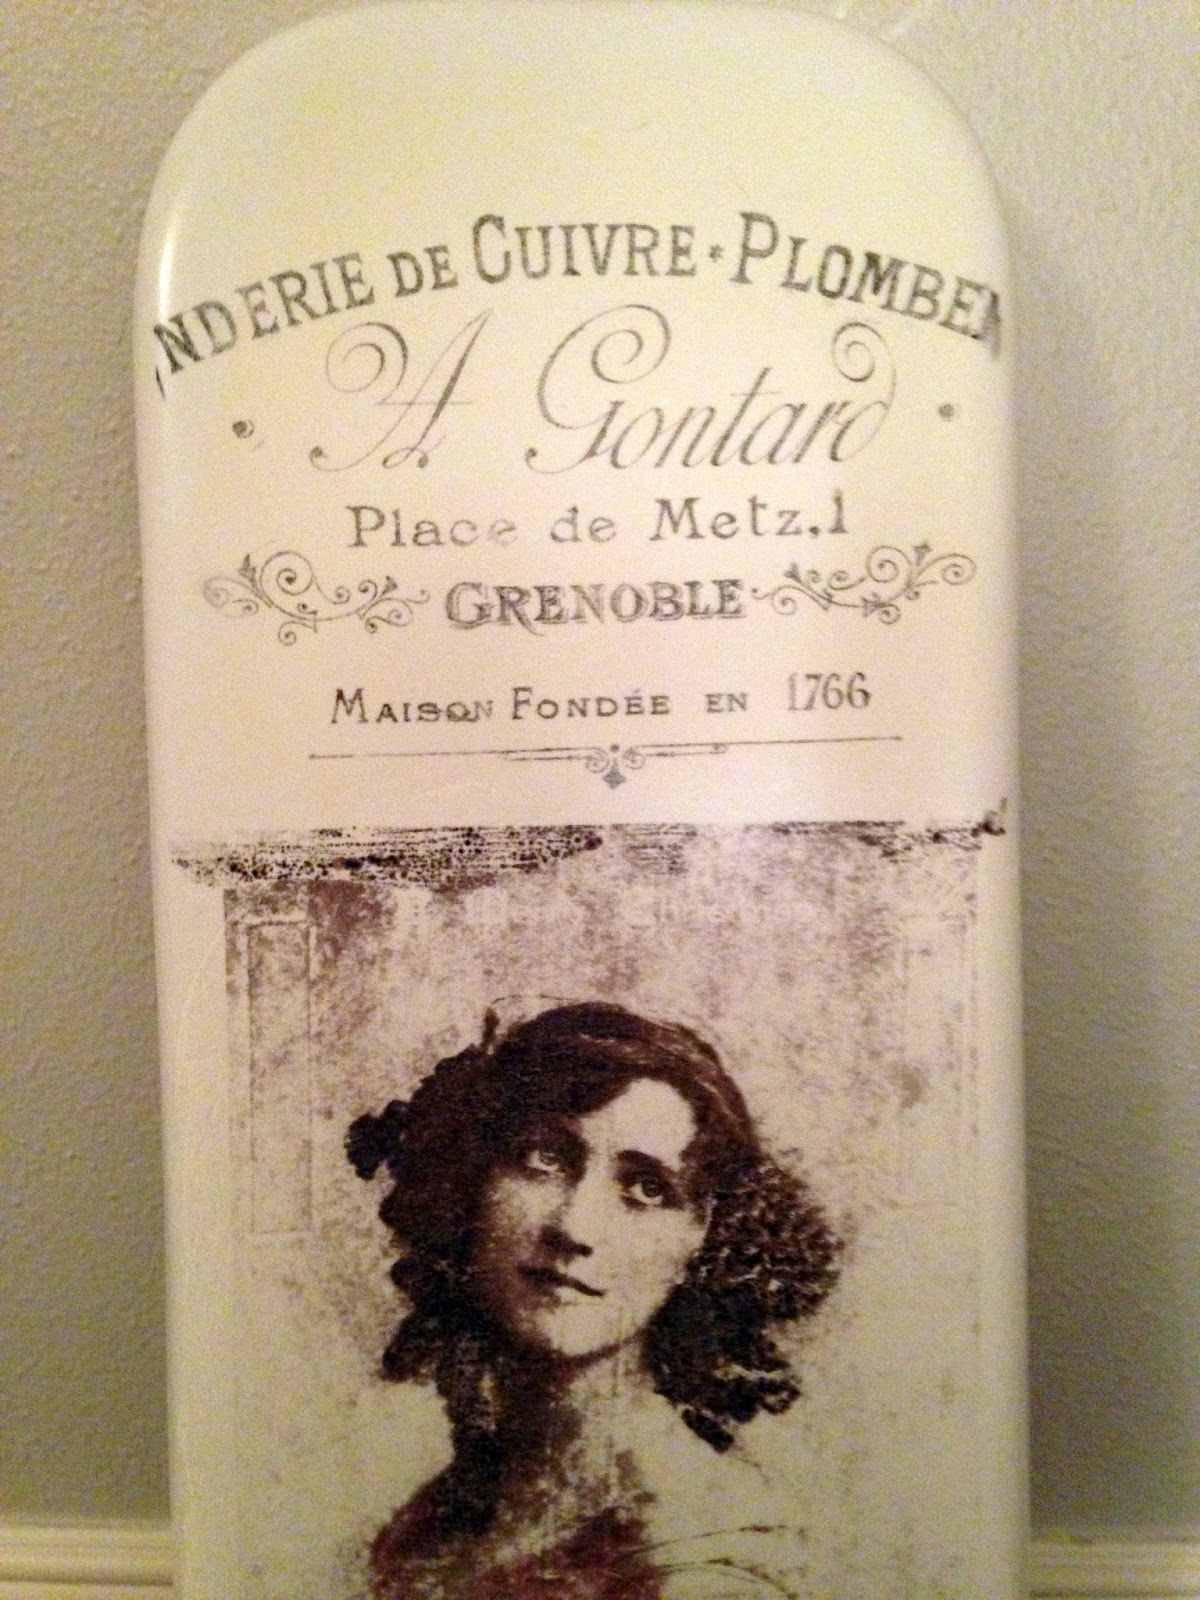 NDERIE DE CUIVRE * PLOMBE
A Gontard
Place de Metz.1
GRENOBLE
MAISON FONDÉE EN 1766